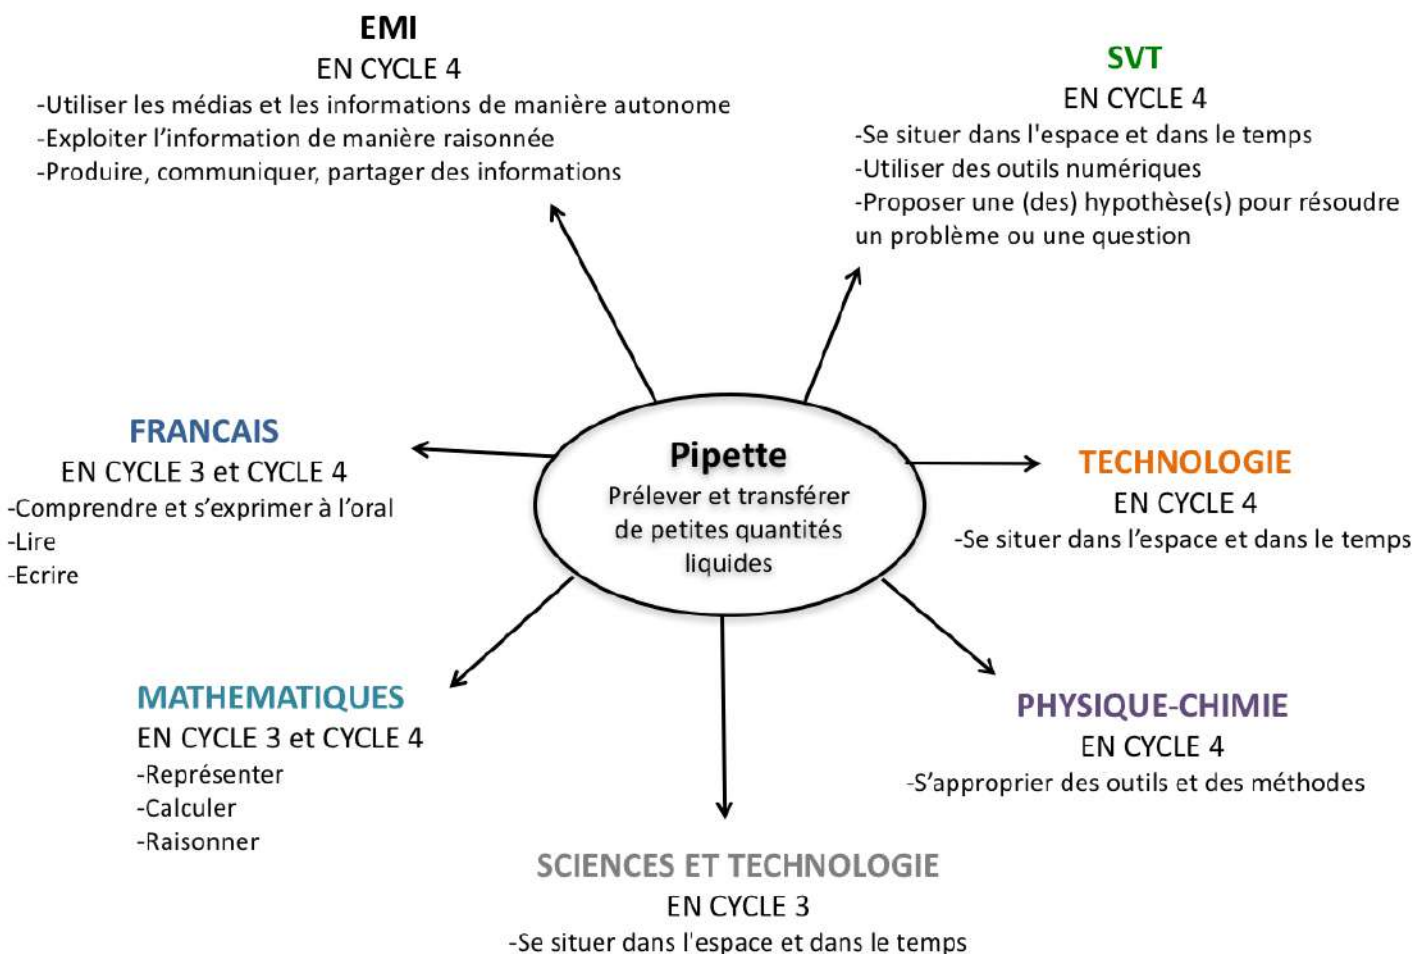 EMI
EN CYCLE 4
-Utiliser les médias et les informations de manière autonome
-Exploiter l'information de manière raisonnée
-Produire, communiquer, partager des informations
SVT
EN CYCLE 4
-Se situer dans l'espace et dans le temps
-Utiliser des outils numériques
-Proposer une (des) hypothèse(s) pour résoudre
un problème ou une question
FRANCAIS
EN CYCLE 3 et CYCLE 4
-Comprendre et s'exprimer à l'oral
-Lire
-Ecrire
Pipette
Prélever et transférer
de petites quantités
liquides
TECHNOLOGIE
EN CYCLE 4
-Se situer dans l'espace et dans le temps
MATHEMATIQUES
EN CYCLE 3 et CYCLE 4
-Représenter
-Calculer
-Raisonner
PHYSIQUE-CHIMIE
EN CYCLE 4
-S'approprier des outils et des méthodes
SCIENCES ET TECHNOLOGIE
EN CYCLE 3
-Se situer dans l'espace et dans le temps